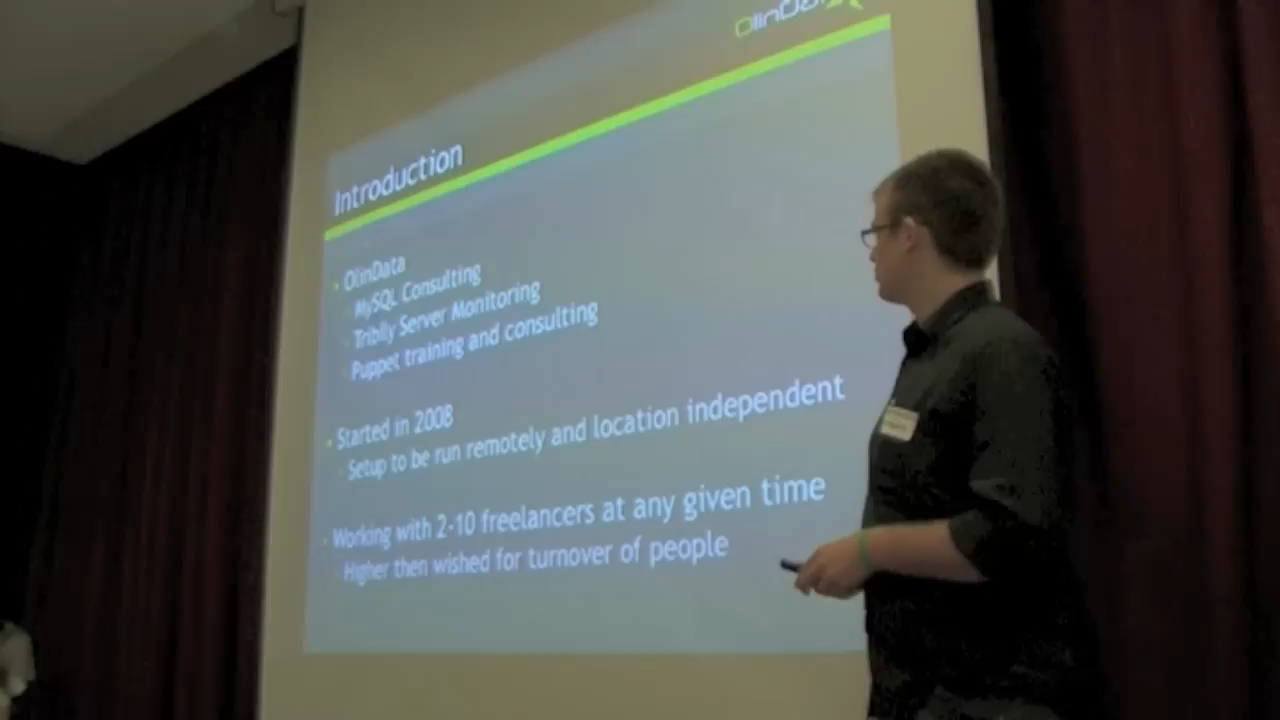 OlinData
Introduction
OlinData
MySQL Consulting
Tribily Server Monitoring
Puppet training and consulting
Started in 2008
Setup to be run remotely and location independent
Working with 2-10 freelancers at any given time
Higher then wished for turnover of people